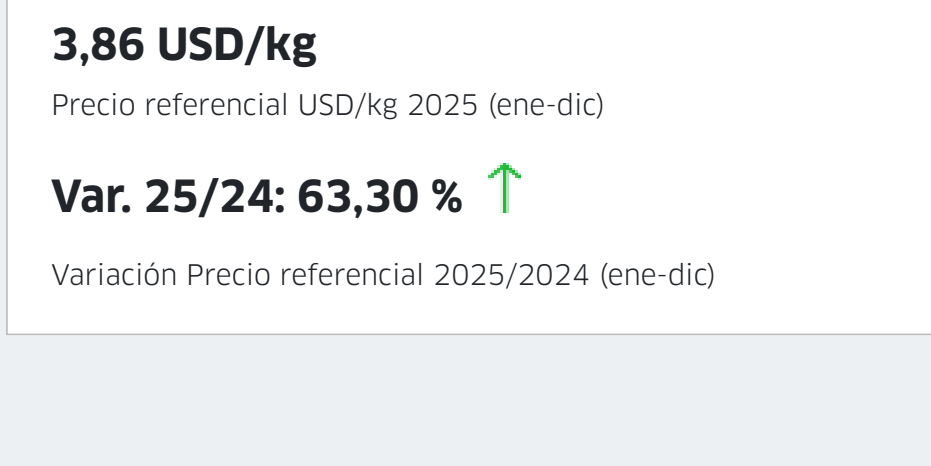 3,86 USD/kg
Precio referencial USD/kg 2025 (ene-dic)
Var. 25/24: 63,30 % ↑
Variación Precio referencial 2025/2024 (ene-dic)